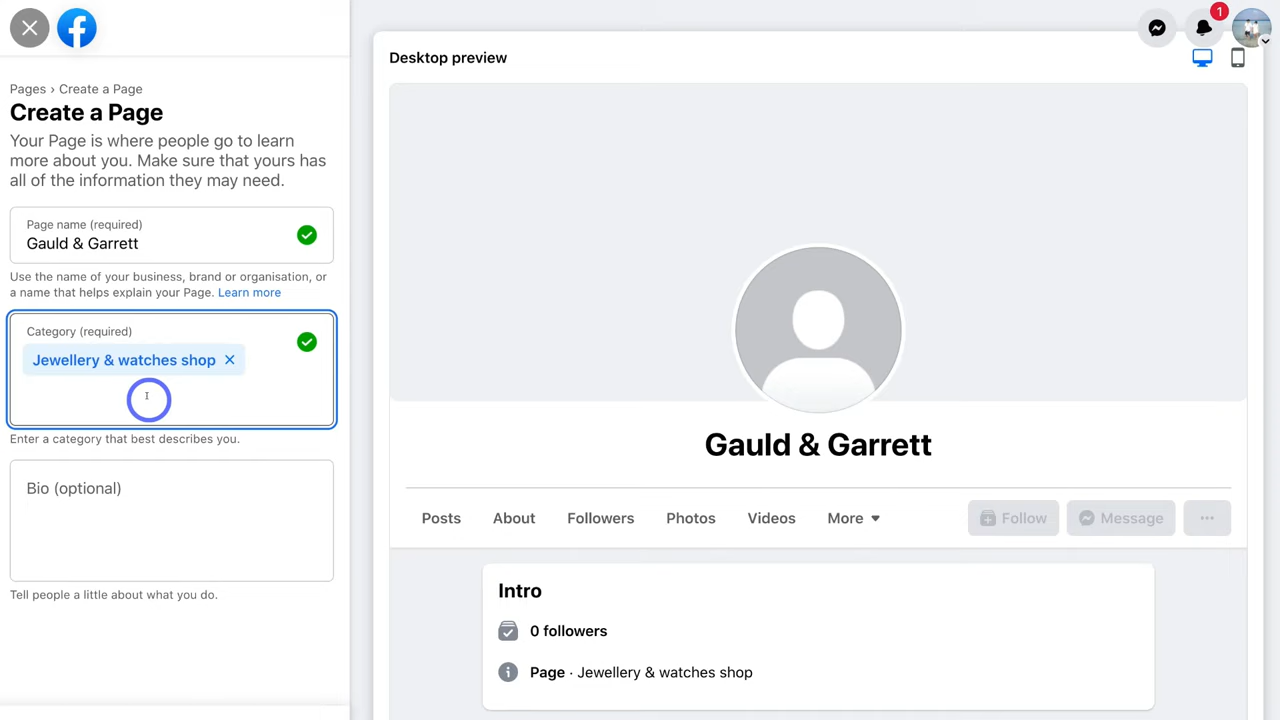 1
Pages › Create a Page
Create a Page
Your Page is where people go to learn
more about you. Make sure that yours has
all of the information they may need.
Page name (required)
Gauld & Garrett
Use the name of your business, brand or organisation, or
a name that helps explain your Page. Learn more
Category (required)
Jewellery & watches shop
Enter a category that best describes you.
Bio (optional)
Tell people a little about what you do.
Desktop preview
Gauld & Garrett
Posts About Followers Photos Videos More Follow Message
Intro
0 followers
Page · Jewellery & watches shop